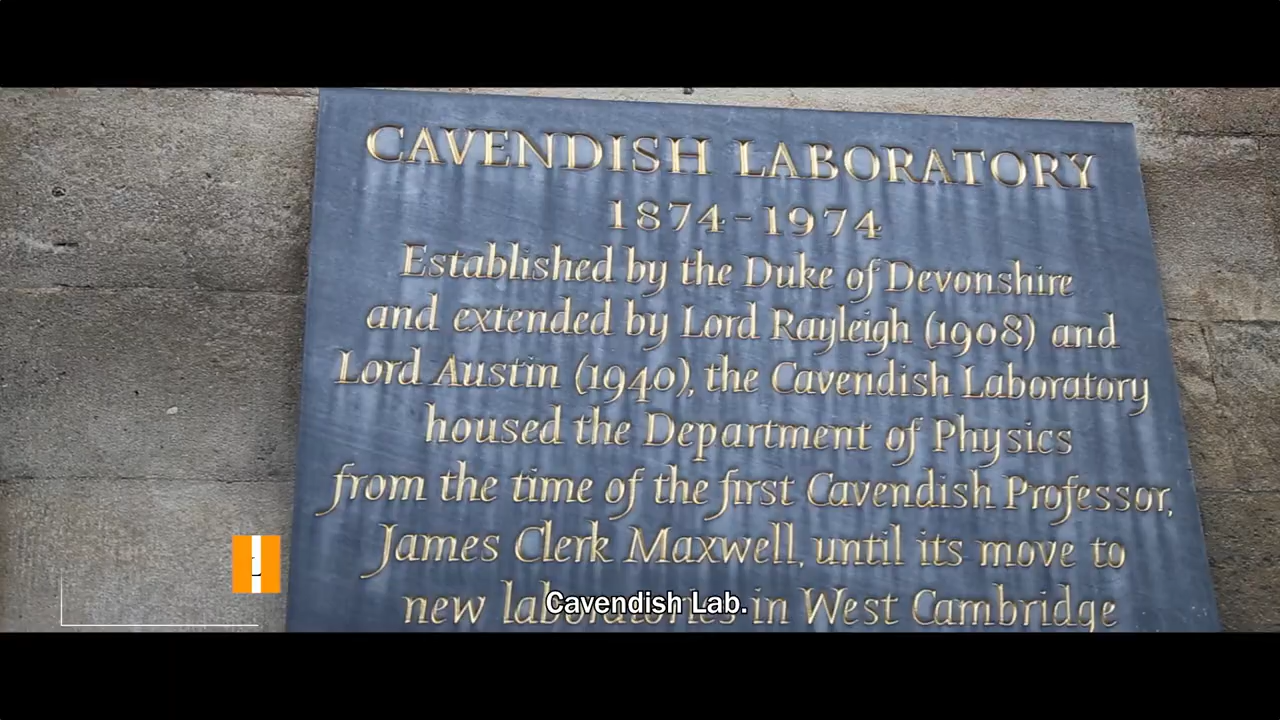 CAVENDISH LABORATORY
1874-1974
Established by the Duke of Devonshire
and extended by Lord Rayleigh (1908) and
Lord Austin (1940), the Cavendish Laboratory
housed the Department of Physics
from the time of the first Cavendish Professor,
James Clerk Maxwell, until its move to
new laboratories in West Cambridge
Cavendish Lab.